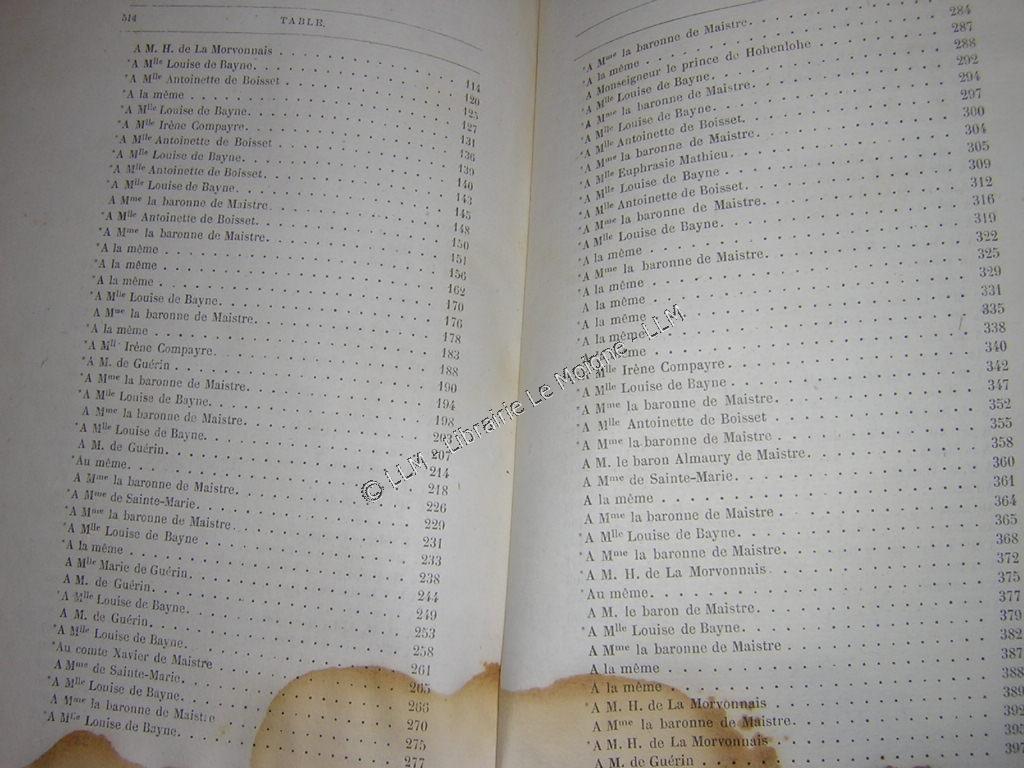 514 TABLE.
A M. H. de La Morvonnais . . . 114
*A Mlle Louise de Bayne. . . . 120
*A Mlle Antoinette de Boisset . . . 125
*A la même . . . 127
*A Mlle Louise de Bayne. . . . 131
*A Mlle Irène Compayre. . . . 136
*A Mlle Antoinette de Boisset . . . 139
*A Mlle Louise de Bayne. . . . 140
*A Mlle Antoinette de Boisset. . . . 143
A Mlle Louise de Bayne. . . . 145
A Mme la baronne de Maistre. . . . 148
*A Mlle Antoinette de Boisset. . . . 150
*A Mme la baronne de Maistre. . . . 151
*A la même . . . 156
*A la même . . . 162
*A la même . . . 170
*A Mlle Louise de Bayne. . . . 176
A Mme la baronne de Maistre. . . . 178
*A la même . . . 183
*A Mll Irène Compayre. . . . 188
*A M. de Guérin . . . 190
*A Mme la baronne de Maistre. . . . 194
*A Mlle Louise de Bayne. . . . 198
A Mme la baronne de Maistre. . . . 203
*A Mlle Louise de Bayne. . . . 207
A M. de Guérin. . . . 214
*Au même. . . . 218
*A Mme la baronne de Maistre. . . . 226
*A Mme de Sainte-Marie. . . . 229
*A Mme la baronne de Maistre. . . . 231
*A Mlle Louise de Bayne . . . 233
*A la même . . . 238
A Mlle Marie de Guérin. . . . 244
A M. de Guérin. . . . 249
*A Mlle Louise de Bayne. . . . 253
A M. de Guérin. . . . 258
*A Mlle Louise de Bayne. . . . 261
*Au comte Xavier de Maistre . . . 265
A Mme de Sainte-Marie. . . . 266
*A Mlle Louise de Bayne. . . . 270
A Mme la baronne de Maistre . . . 275
*A Mlle Louise de Bayne. . . . 277
*A Mme la baronne de Maistre. . . . 284
*A la même . . . 287
A Monseigneur le prince de Hohenlohe . . . 288
*A Mlle Louise de Bayne. . . . 292
*A Mme la baronne de Maistre. . . . 294
*A Mlle Louise de Bayne. . . . 297
*A Mlle Antoinette de Boisset. . . . 300
*A Mme la baronne de Maistre. . . . 304
*A Mlle Euphrasie Mathieu. . . . 305
*A Mlle Louise de Bayne . . . 309
*A Mlle Antoinette de Boisset. . . . 312
*A Mme la baronne de Maistre. . . . 316
*A Mlle Louise de Bayne. . . . 319
*A la même . . . 322
*A Mme la baronne de Maistre. . . . 325
*A la même . . . 329
A la même . . . 331
*A la même . . . 335
*A la même . . . 338
même . . . 340
Mlle Irène Compayre. . . . 342
*A Mlle Louise de Bayne . . . 347
*A Mme la baronne de Maistre. . . . 352
*A Mlle Antoinette de Boisset . . . 355
*A Mme la baronne de Maistre . . . 358
A M. le baron Almaury de Maistre. . . . 360
A Mme de Sainte-Marie. . . . 361
A la même . . . 364
A Mme la baronne de Maistre . . . 365
*A Mlle Louise de Bayne. . . . 368
*A Mme la baronne de Maistre. . . . 372
*A M. H. de La Morvonnais . . . 375
*Au même. . . . 377
A M. le baron de Maistre. . . . 379
*A Mlle Louise de Bayne. . . . 382
*A Mme la baronne de Maistre . . . 387
A la même . . . 388
A la même . . . 389
*A M. H. de La Morvonnais . . . 392
A Mme la baronne de Maistre. . . . 395
*A M. H. de La Morvonnais . . . 397
A M. de Guérin . . .
© LLM - Librairie Le Molone - LLM